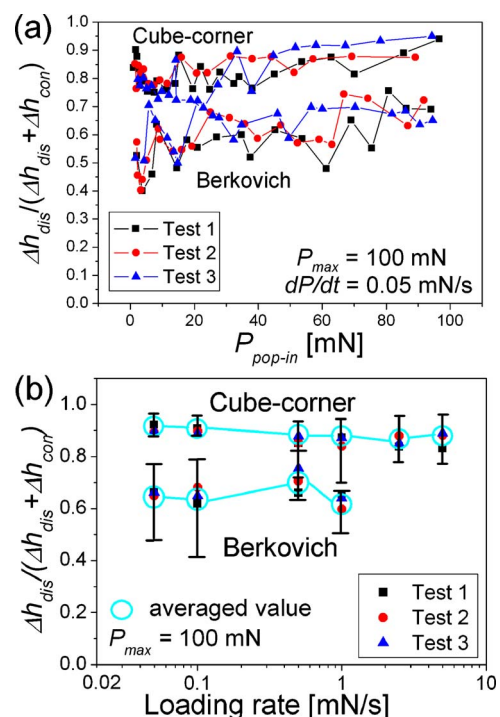 (a)
1.0
0.9
0.8
0.7
0.6
0.5
0.4
0.3
0.2
0.1
0.0
Δh_dis/(Δh_dis+Δh_con)
Cube-corner
Berkovich
Test 1
Test 2
Test 3
P_max = 100 mN
dP/dt = 0.05 mN/s
0 20 40 60 80 100
P_pop-in [mN]
(b)
1.0
0.8
0.6
0.4
0.2
0.0
Δh_dis/(Δh_dis+Δh_con)
Cube-corner
Berkovich
averaged value
P_max = 100 mN
Test 1
Test 2
Test 3
0.02 0.1 1 10
Loading rate [mN/s]